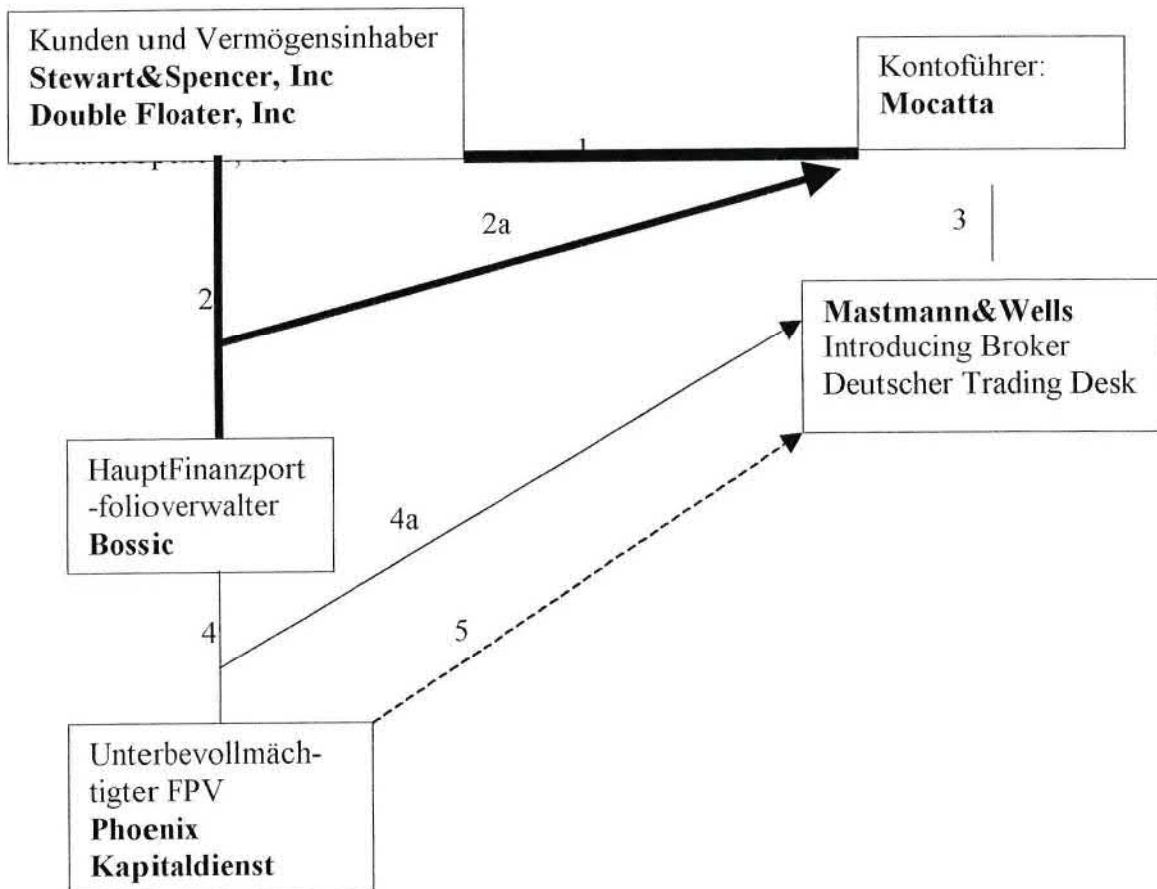 Kunden und Vermögensinhaber
Stewart&Spencer, Inc
Double Floater, Inc
Kontoführer:
Mocatta
1
2a
3
2
Mastmann&Wells
Introducing Broker
Deutscher Trading Desk
HauptFinanzport
-folioverwalter
Bossic
4a
4
5
Unterbevollmäch-
tigter FPV
Phoenix
Kapitaldienst